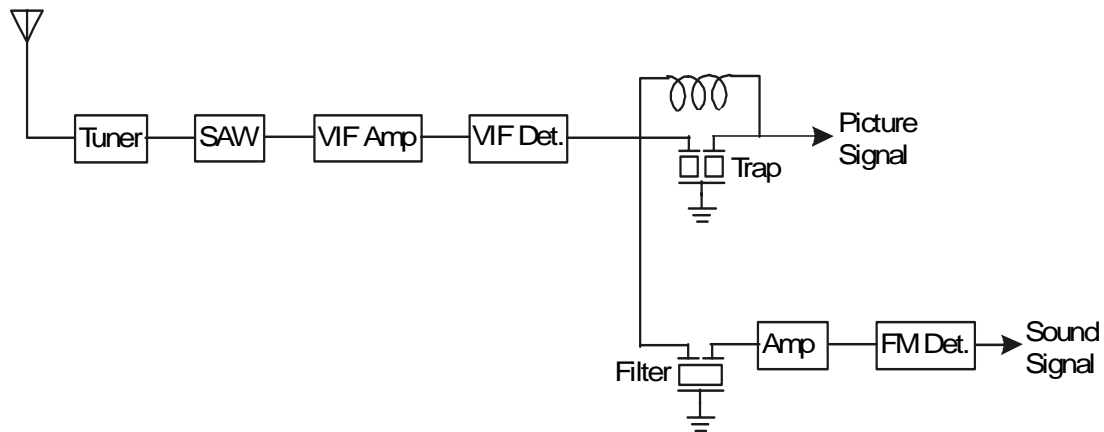 Tuner
SAW
VIF Amp
VIF Det.
Picture
Signal
Trap
Filter
Amp
FM Det.
Sound
Signal